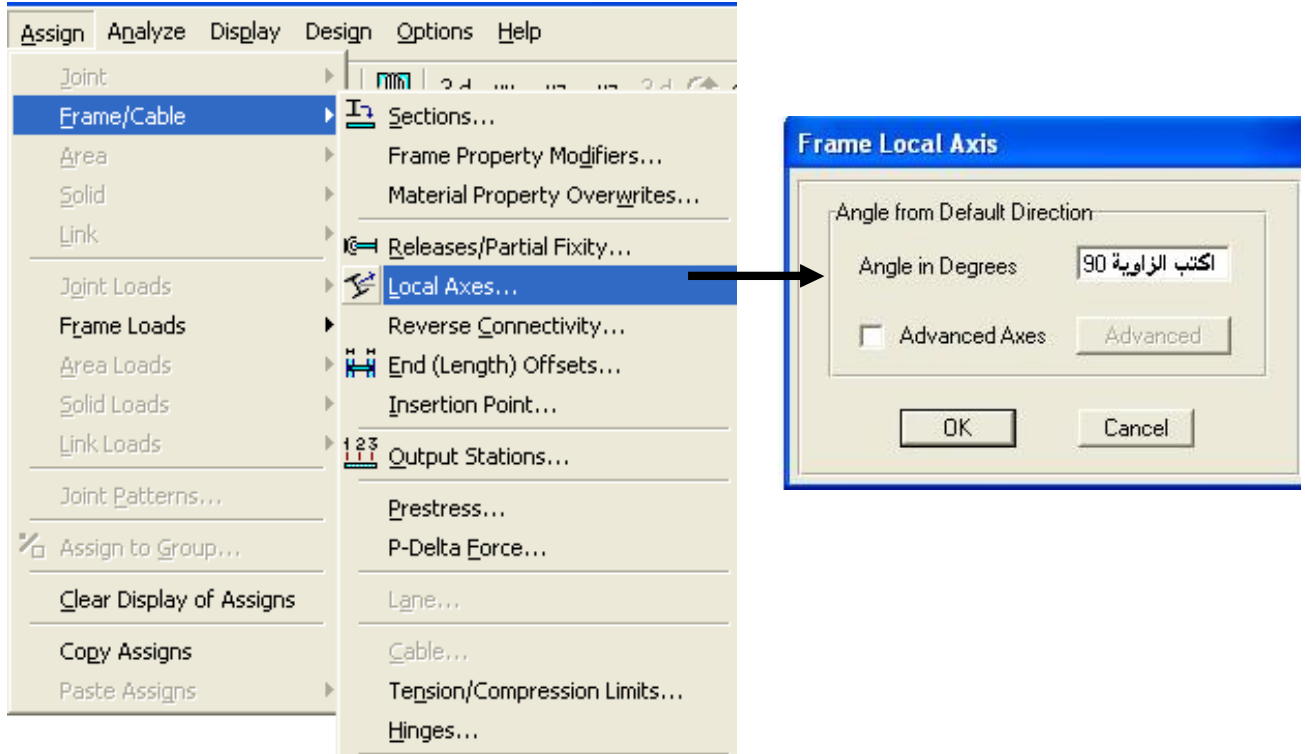 Assign Analyze Display Design Options Help
Joint
Frame/Cable
Area
Solid
Link
Joint Loads
Frame Loads
Area Loads
Solid Loads
Link Loads
Joint Patterns...
Assign to Group...
Clear Display of Assigns
Copy Assigns
Paste Assigns
Sections...
Frame Property Modifiers...
Material Property Overwrites...
Releases/Partial Fixity...
Local Axes...
Reverse Connectivity...
End (Length) Offsets...
Insertion Point...
123
Output Stations...
Prestress...
P-Delta Force...
Lane...
Cable...
Tension/Compression Limits...
Hinges...
Frame Local Axis
Angle from Default Direction
Angle in Degrees
اكتب الزاوية 90
Advanced Axes
Advanced
OK
Cancel